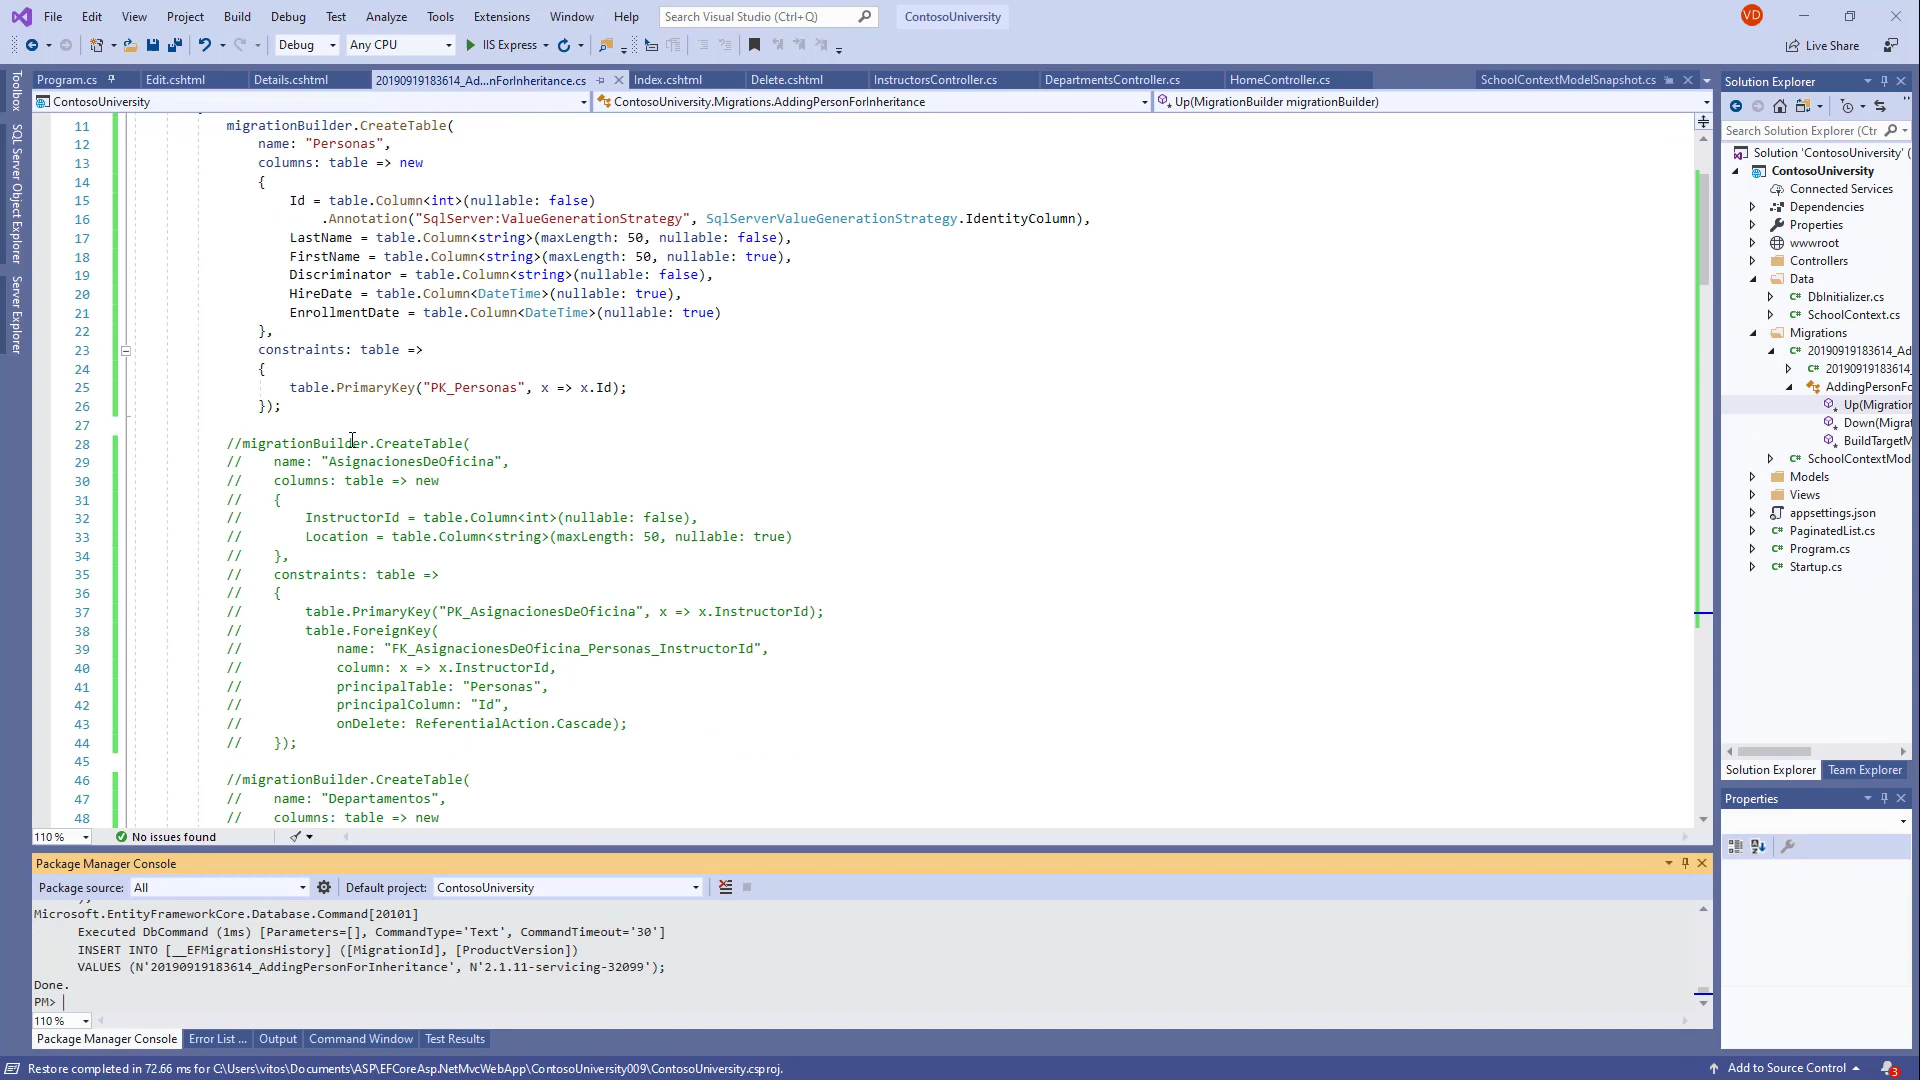 File Edit View Project Build Debug Test Analyze Tools Extensions Window Help Search Visual Studio (Ctrl+Q) ContosoUniversity VD
Debug Any CPU IIS Express Live Share
Program.cs Edit.cshtml Details.cshtml 20190919183614_Ad...nForInheritance.cs Index.cshtml Delete.cshtml InstructorsController.cs DepartmentsController.cs HomeController.cs SchoolContextModelSnapshot.cs
ContosoUniversity ContosoUniversity.Migrations.AddingPersonForInheritance Up(MigrationBuilder migrationBuilder)
Toolbox
SQL Server Object Explorer
Server Explorer
11 migrationBuilder.CreateTable(
12 name: "Personas",
13 columns: table => new
14 {
15 Id = table.Column<int>(nullable: false)
16 .Annotation("SqlServer:ValueGenerationStrategy", SqlServerValueGenerationStrategy.IdentityColumn),
17 LastName = table.Column<string>(maxLength: 50, nullable: false),
18 FirstName = table.Column<string>(maxLength: 50, nullable: true),
19 Discriminator = table.Column<string>(nullable: false),
20 HireDate = table.Column<DateTime>(nullable: true),
21 EnrollmentDate = table.Column<DateTime>(nullable: true)
22 },
23 constraints: table =>
24 {
25 table.PrimaryKey("PK_Personas", x => x.Id);
26 });
27
28 //migrationBuilder.CreateTable(
29 // name: "AsignacionesDeOficina",
30 // columns: table => new
31 // {
32 // InstructorId = table.Column<int>(nullable: false),
33 // Location = table.Column<string>(maxLength: 50, nullable: true)
34 // },
35 // constraints: table =>
36 // {
37 // table.PrimaryKey("PK_AsignacionesDeOficina", x => x.InstructorId);
38 // table.ForeignKey(
39 // name: "FK_AsignacionesDeOficina_Personas_InstructorId",
40 // column: x => x.InstructorId,
41 // principalTable: "Personas",
42 // principalColumn: "Id",
43 // onDelete: ReferentialAction.Cascade);
44 // });
45
46 //migrationBuilder.CreateTable(
47 // name: "Departamentos",
48 // columns: table => new
110 % No issues found
Package Manager Console
Package source: All Default project: ContosoUniversity
Microsoft.EntityFrameworkCore.Database.Command[20101]
Executed DbCommand (1ms) [Parameters=[], CommandType='Text', CommandTimeout='30']
INSERT INTO [__EFMigrationsHistory] ([MigrationId], [ProductVersion])
VALUES (N'20190919183614_AddingPersonForInheritance', N'2.1.11-servicing-32099');
Done.
PM>
110 %
Package Manager Console Error List ... Output Command Window Test Results
Restore completed in 72.66 ms for C:\Users\vitos\Documents\ASP\EFCoreAsp.NetMvcWebApp\ContosoUniversity009\ContosoUniversity.csproj.
Add to Source Control 3
Solution Explorer
Search Solution Explorer (Ctr
Solution 'ContosoUniversity' (
ContosoUniversity
Connected Services
Dependencies
Properties
wwwroot
Controllers
Data
DbInitializer.cs
SchoolContext.cs
Migrations
20190919183614_Ad
20190919183614_
AddingPersonFo
Up(Migration
Down(Migra
BuildTargetM
SchoolContextMod
Models
Views
appsettings.json
PaginatedList.cs
Program.cs
Startup.cs
Solution Explorer Team Explorer
Properties